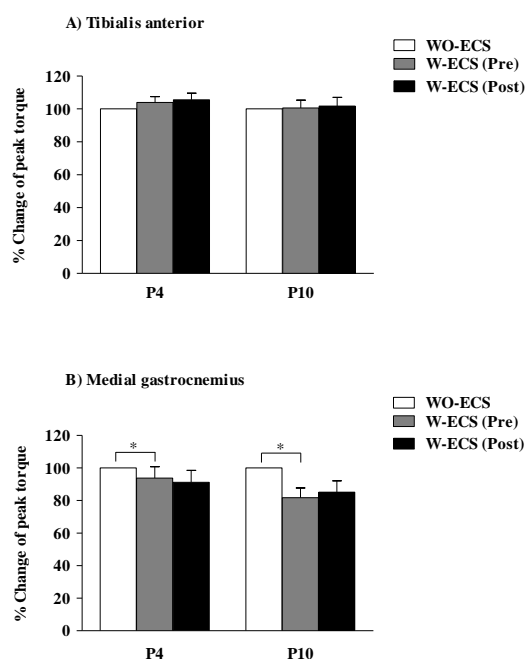 A) Tibialis anterior
WO-ECS
W-ECS (Pre)
W-ECS (Post)
% Change of peak torque
120
100
80
60
40
20
0
P4
P10
B) Medial gastrocnemius
WO-ECS
W-ECS (Pre)
W-ECS (Post)
% Change of peak torque
120
100
80
60
40
20
0
*
*
P4
P10